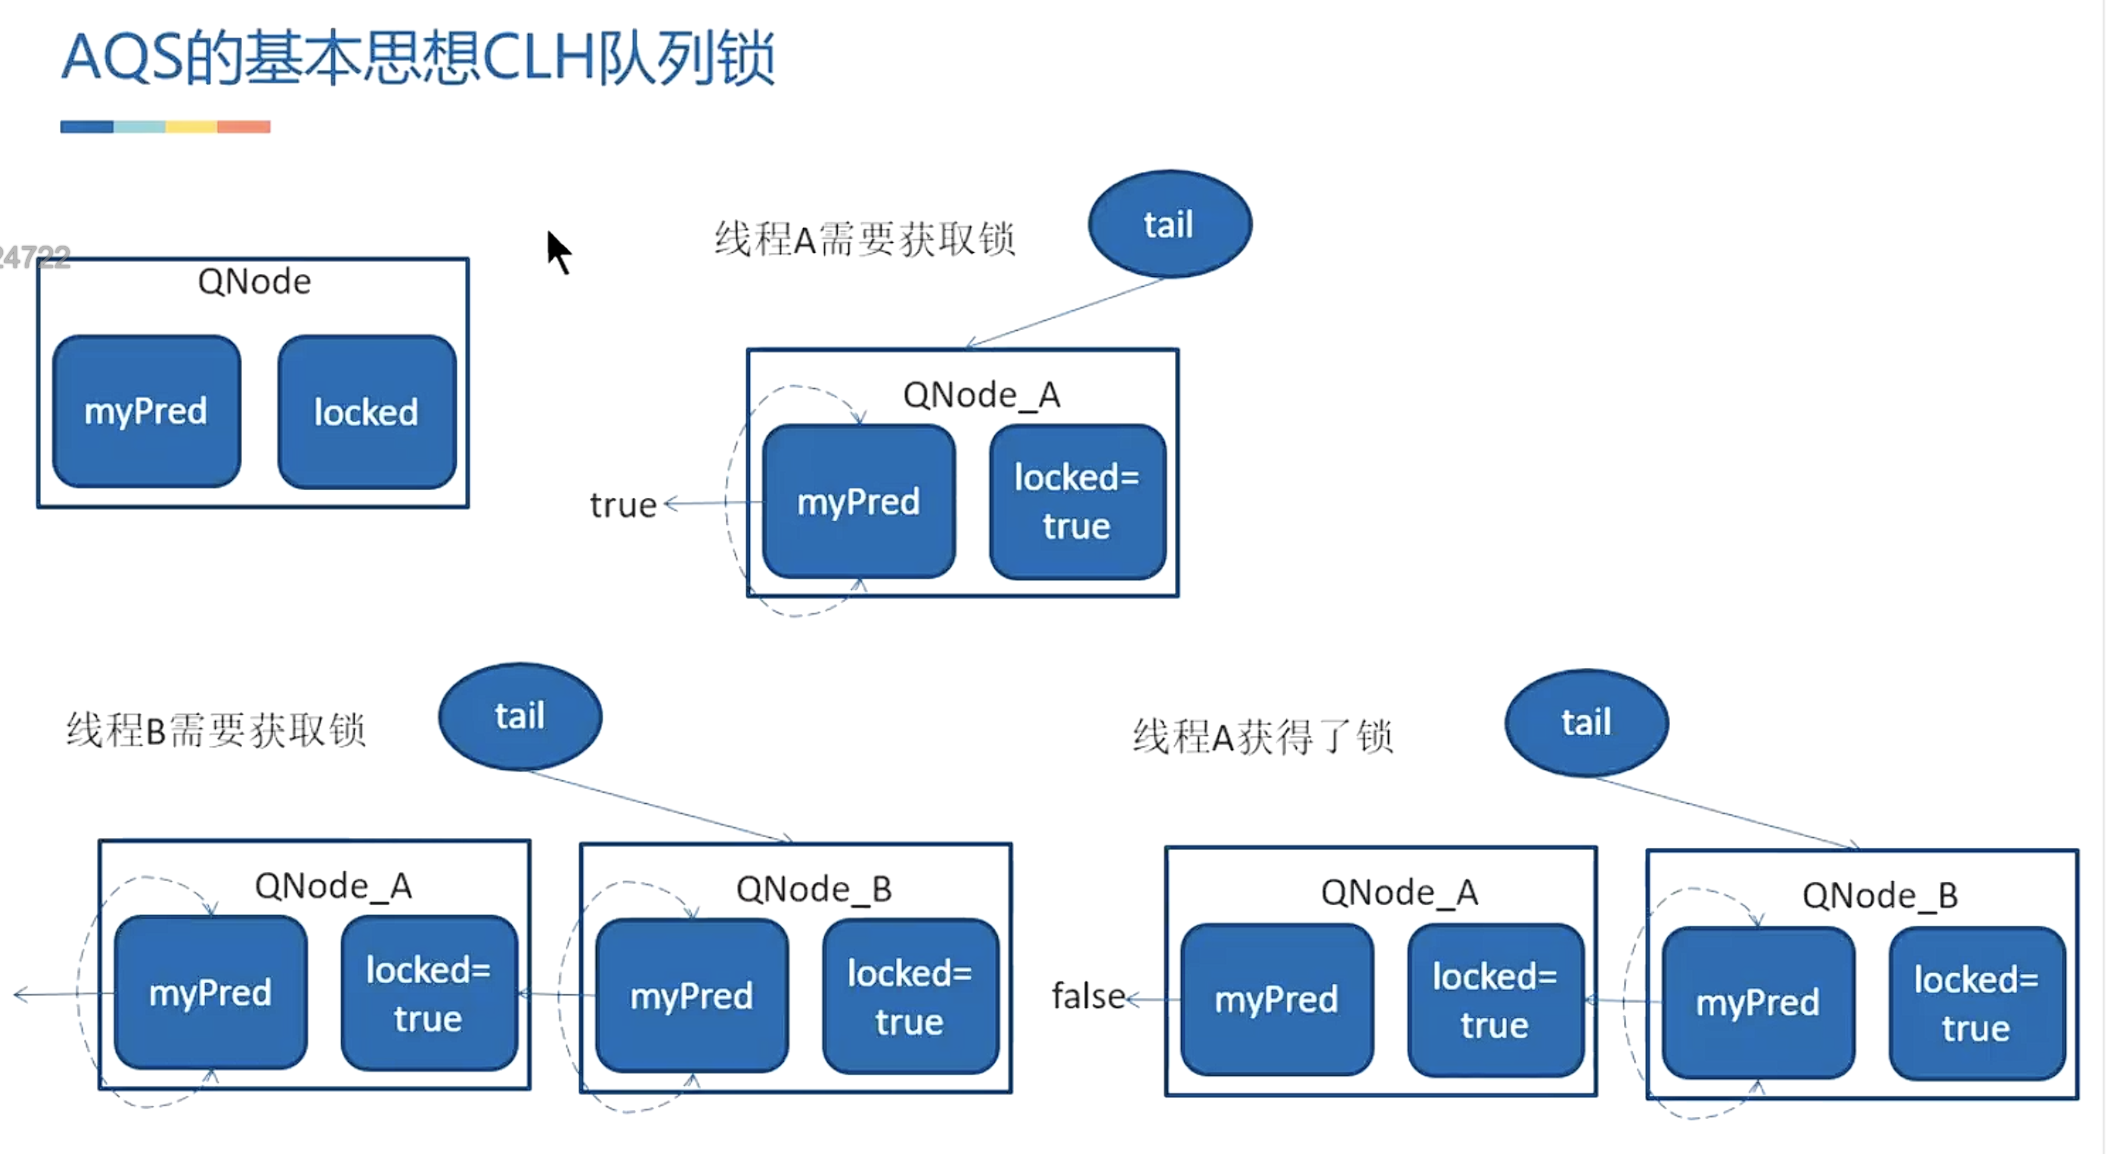 AQS的基本思想CLH队列锁
24722
QNode
myPred
locked
线程A需要获取锁
tail
QNode_A
true
myPred
locked=
true
线程B需要获取锁
tail
QNode_A
myPred
locked=
true
QNode_B
myPred
locked=
true
线程A获得了锁
tail
false
QNode_A
myPred
locked=
true
QNode_B
myPred
locked=
true